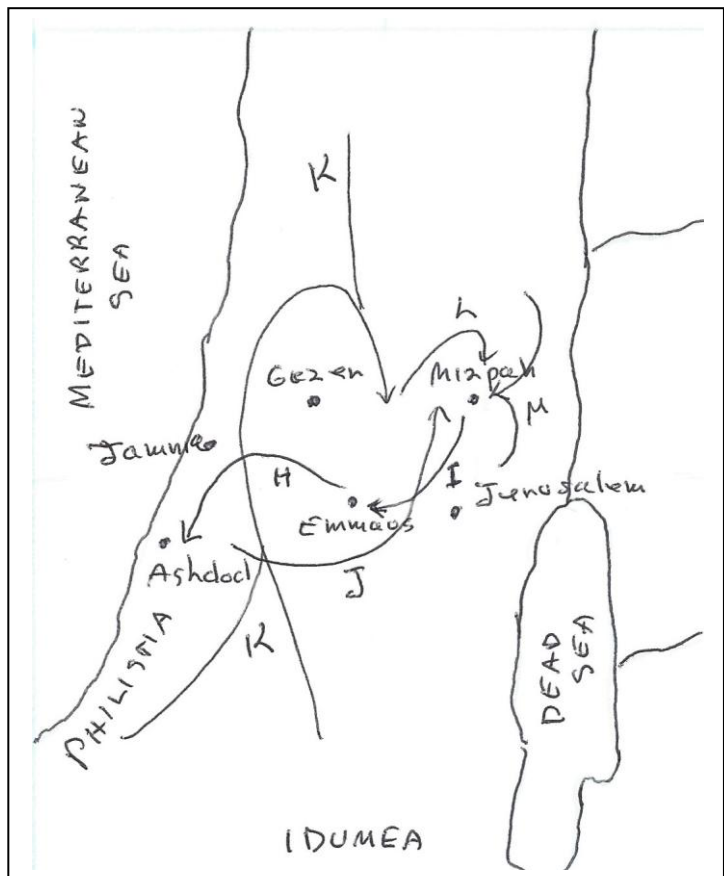 MEDITERRANEAN
SEA
K
L
Gezer
Mizpah
Jamnia
M
H
I
Jerusalem
Emmaus
Ashdod
J
K
PHILISTIA
DEAD
SEA
IDUMEA